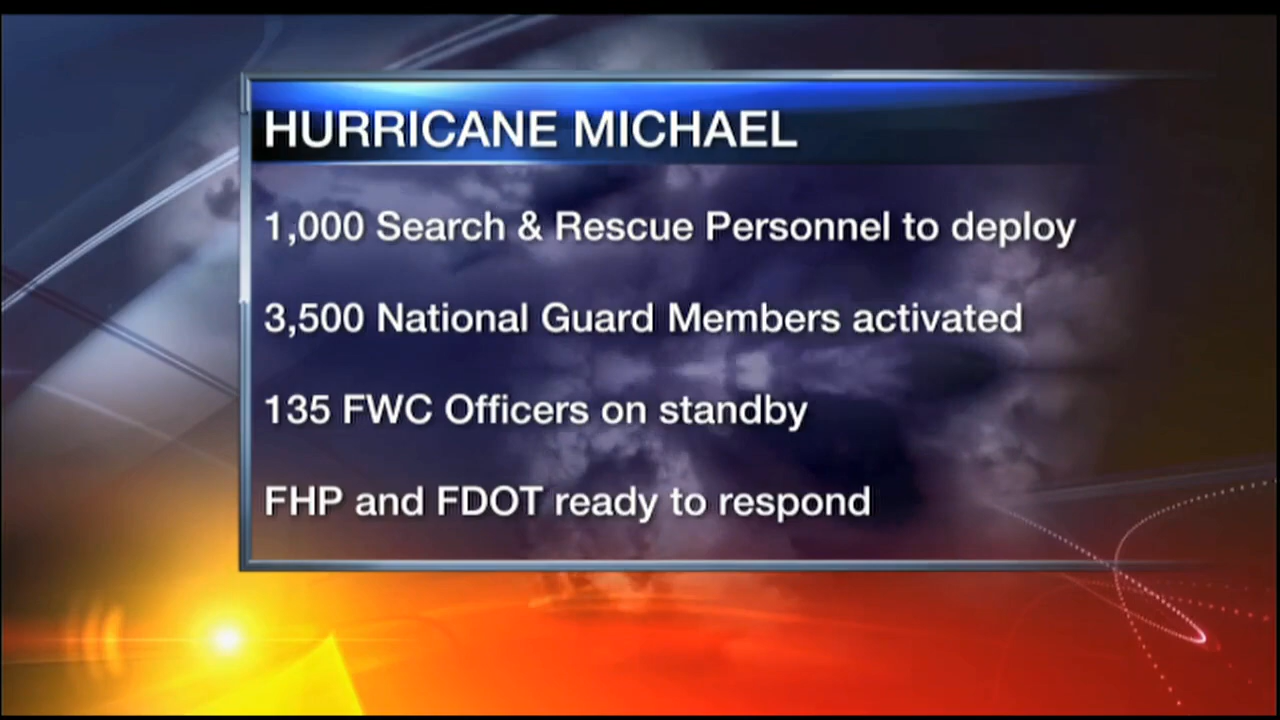 HURRICANE MICHAEL
1,000 Search & Rescue Personnel to deploy
3,500 National Guard Members activated
135 FWC Officers on standby
FHP and FDOT ready to respond